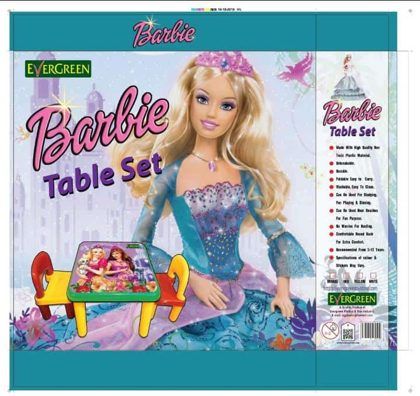 Barbie
EVERGREEN
Barbie
Table Set
Barbie
Table Set
Made With High Quality Non
Toxic Plastic Material.
Unbreakable.
Durable.
Foldable Easy to Carry.
Washable, Easy To Clean.
Can Be Used For Studying,
For Playing & Dining.
Can Be Used Near Beaches
For Fun Purpose.
No Worries For Rusting.
Comfortable Round Back
For Extra Comfort.
Recommended From 3-12 Years.
Specifications of colour &
Stickers May Vary.
EVERGREEN